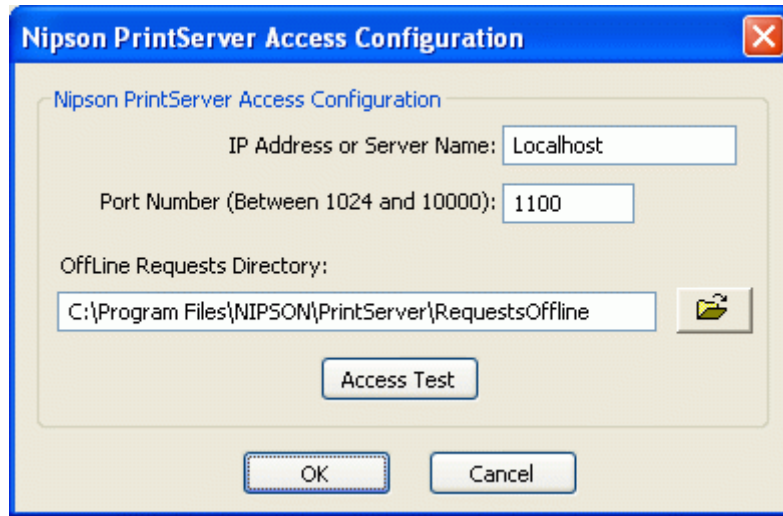 Nipson PrintServer Access Configuration
Nipson PrintServer Access Configuration
IP Address or Server Name: Localhost
Port Number (Between 1024 and 10000): 1100
OffLine Requests Directory:
C:\Program Files\NIPSON\PrintServer\RequestsOffline
Access Test
OK Cancel